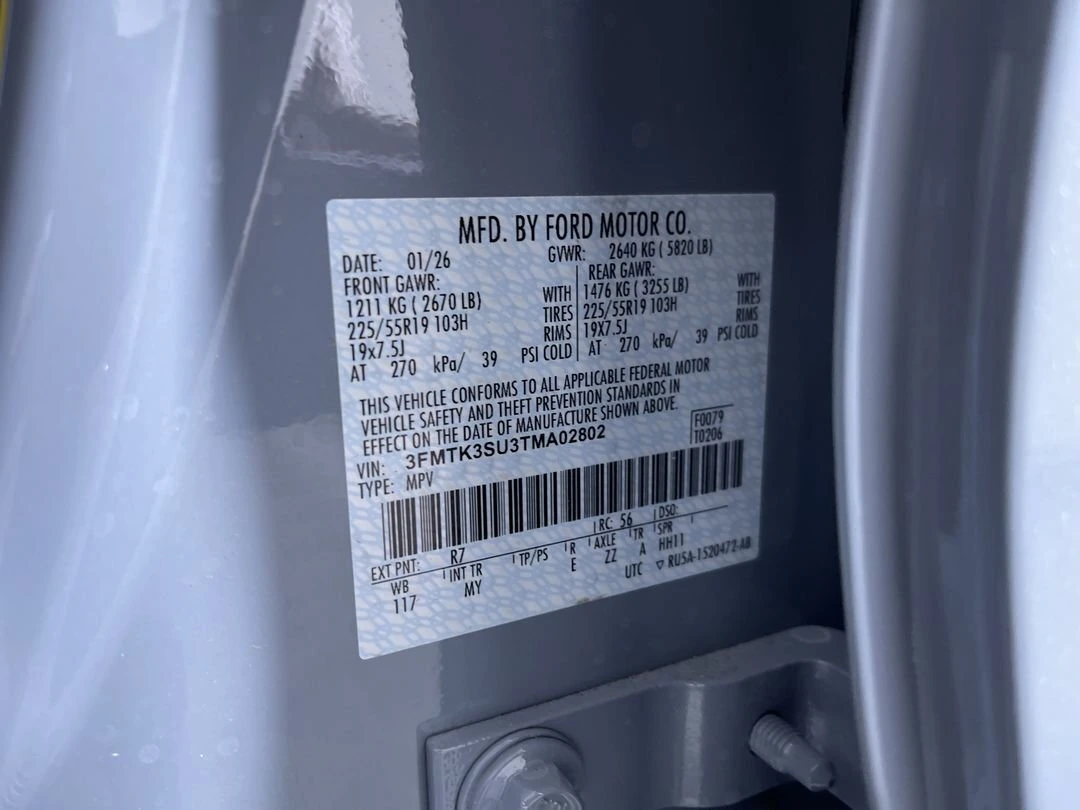 MFD. BY FORD MOTOR CO.
DATE: 01/26 GVWR: 2640 KG ( 5820 LB)
FRONT GAWR: REAR GAWR:
1211 KG ( 2670 LB) WITH 1476 KG ( 3255 LB) WITH
225/55R19 103H TIRES 225/55R19 103H TIRES
19x7.5J RIMS 19X7.5J RIMS
AT 270 kPa/ 39 PSI COLD AT 270 kPa/ 39 PSI COLD
THIS VEHICLE CONFORMS TO ALL APPLICABLE FEDERAL MOTOR
VEHICLE SAFETY AND THEFT PREVENTION STANDARDS IN
EFFECT ON THE DATE OF MANUFACTURE SHOWN ABOVE.
VIN: 3FMTK3SU3TMA02802 F0079
TYPE: MPV T0206
EXT PNT: R7 RC: 56 DSO:
WB INT TR TP/PS R AXLE TR SPR
117 MY E ZZ A HH11
UTC ▽ RU5A-1520472-AB